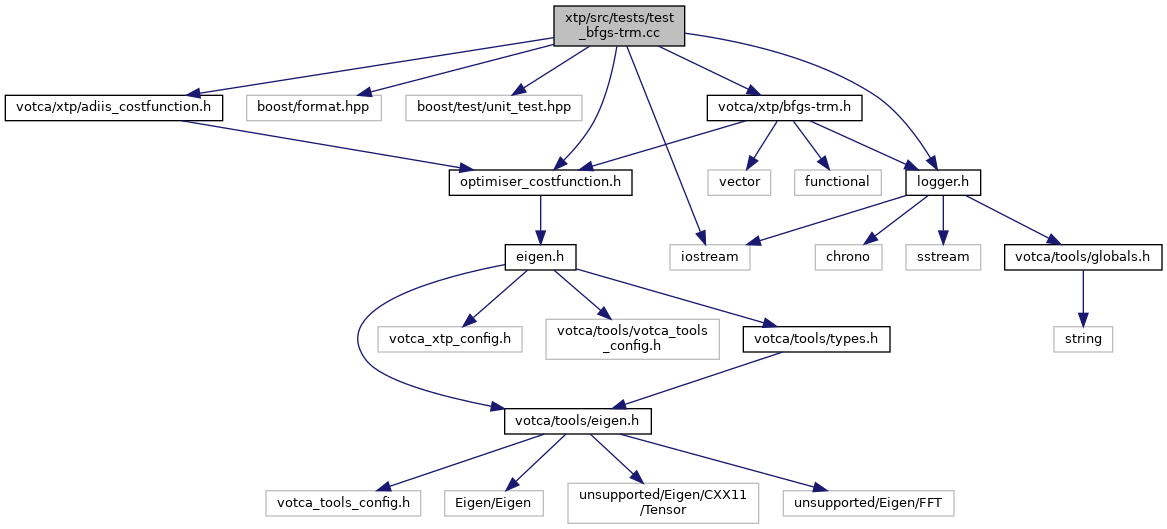 xtp/src/tests/test
_bfgs-trm.cc
votca/xtp/adiis_costfunction.h
boost/format.hpp
boost/test/unit_test.hpp
votca/xtp/bfgs-trm.h
optimiser_costfunction.h
vector
functional
logger.h
eigen.h
iostream
chrono
sstream
votca/tools/globals.h
votca_xtp_config.h
votca/tools/votca_tools
_config.h
votca/tools/types.h
string
votca/tools/eigen.h
votca_tools_config.h
Eigen/Eigen
unsupported/Eigen/CXX11
/Tensor
unsupported/Eigen/FFT